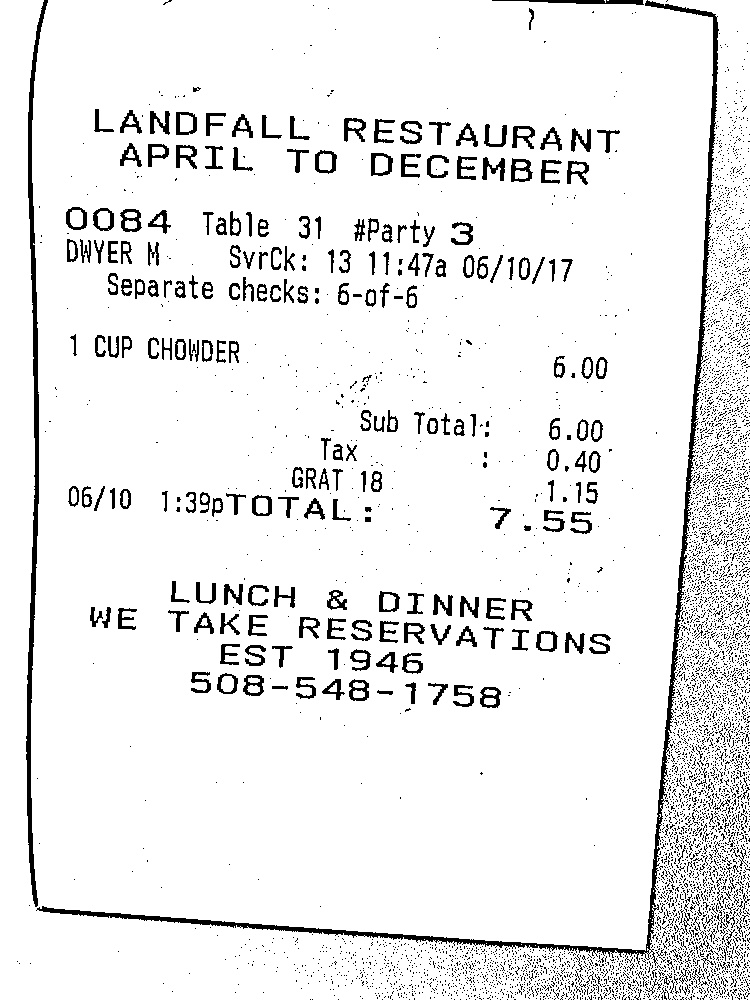 LANDFALL RESTAURANT
APRIL TO DECEMBER
0084 Table 31 #Party 3
DWYER M SvrCk: 13 11:47a 06/10/17
Separate checks: 6-of-6
1 CUP CHOWDER 6.00
Sub Total: 6.00
Tax : 0.40
GRAT 18 1.15
06/10 1:39pTOTAL: 7.55
LUNCH & DINNER
WE TAKE RESERVATIONS
EST 1946
508-548-1758